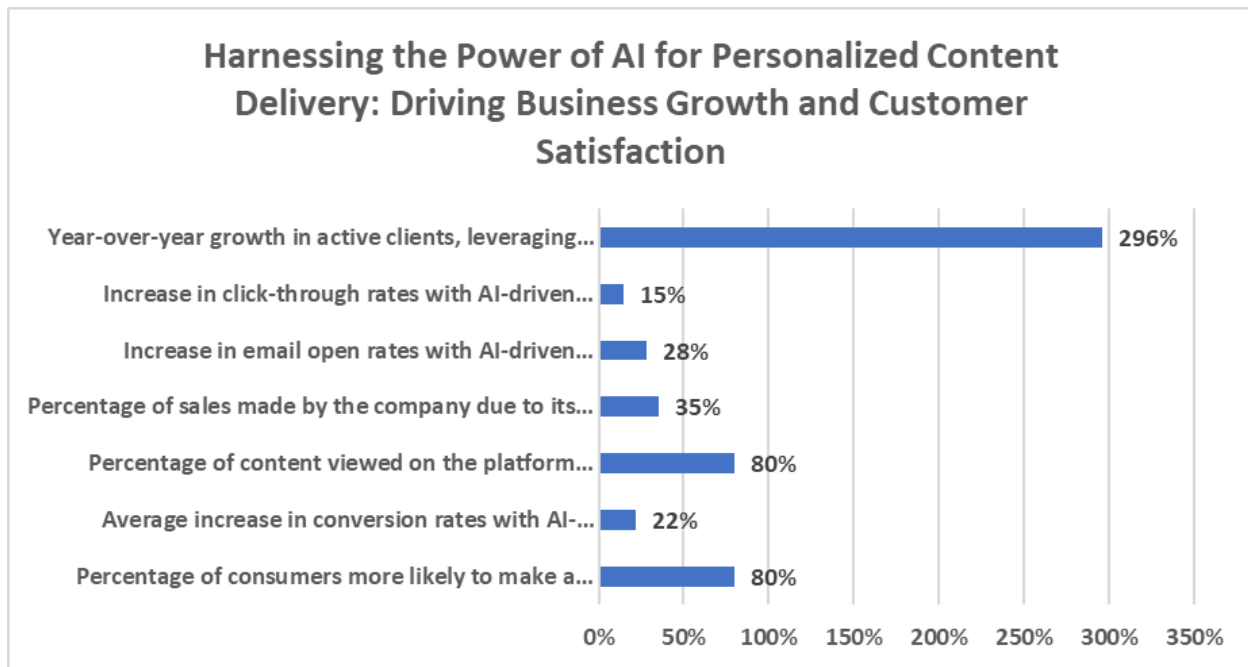 Harnessing the Power of AI for Personalized Content
Delivery: Driving Business Growth and Customer
Satisfaction
Year-over-year growth in active clients, leveraging... 296%
Increase in click-through rates with AI-driven... 15%
Increase in email open rates with AI-driven... 28%
Percentage of sales made by the company due to its... 35%
Percentage of content viewed on the platform... 80%
Average increase in conversion rates with AI-... 22%
Percentage of consumers more likely to make a... 80%
0% 50% 100% 150% 200% 250% 300% 350%